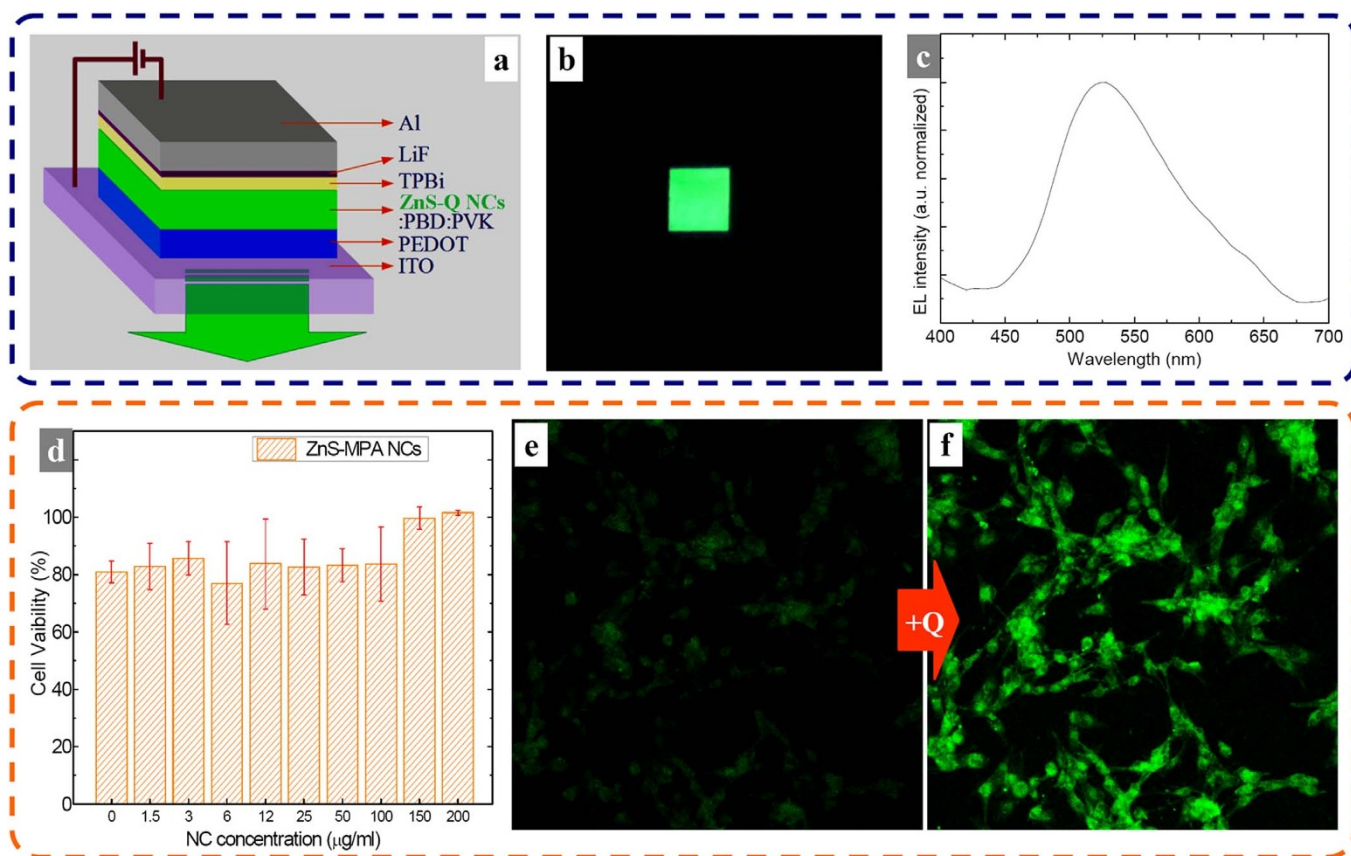 a
Al
LiF
TPBi
ZnS-Q NCs
:PBD:PVK
PEDOT
ITO
b
c
EL intensity (a.u. normalized)
400 450 500 550 600 650 700
Wavelength (nm)
d
ZnS-MPA NCs
Cell Vaibility (%)
120
100
80
60
40
20
0
0 1.5 3 6 12 25 50 100 150 200
NC concentration (μg/ml)
e
+Q
f